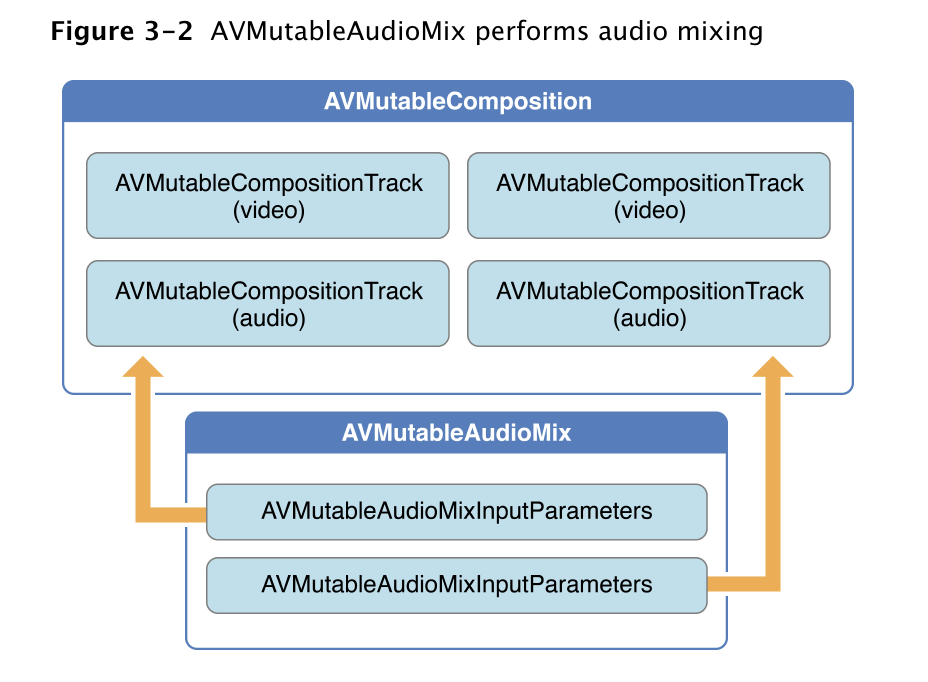 Figure 3-2 AVMutableAudioMix performs audio mixing
AVMutableComposition
AVMutableCompositionTrack
(video)
AVMutableCompositionTrack
(video)
AVMutableCompositionTrack
(audio)
AVMutableCompositionTrack
(audio)
AVMutableAudioMix
AVMutableAudioMixInputParameters
AVMutableAudioMixInputParameters